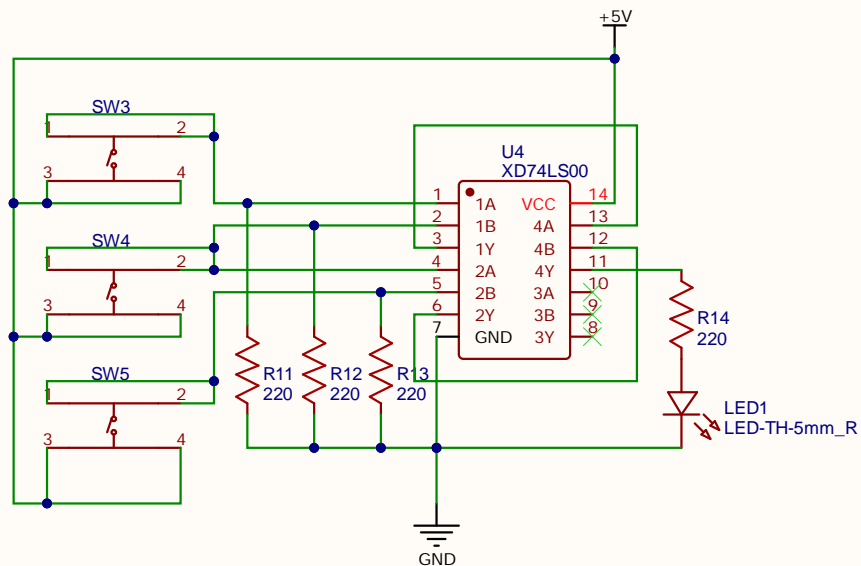 +5V
SW3
1 2
3 4
SW4
1 2
3 4
SW5
1 2
3 4
U4
XD74LS00
1 1A VCC 14
2 1B 4A 13
3 1Y 4B 12
4 2A 4Y 11
5 2B 3A 10
6 2Y 3B 9
7 GND 3Y 8
R11
220
R12
220
R13
220
R14
220
LED1
LED-TH-5mm_R
GND